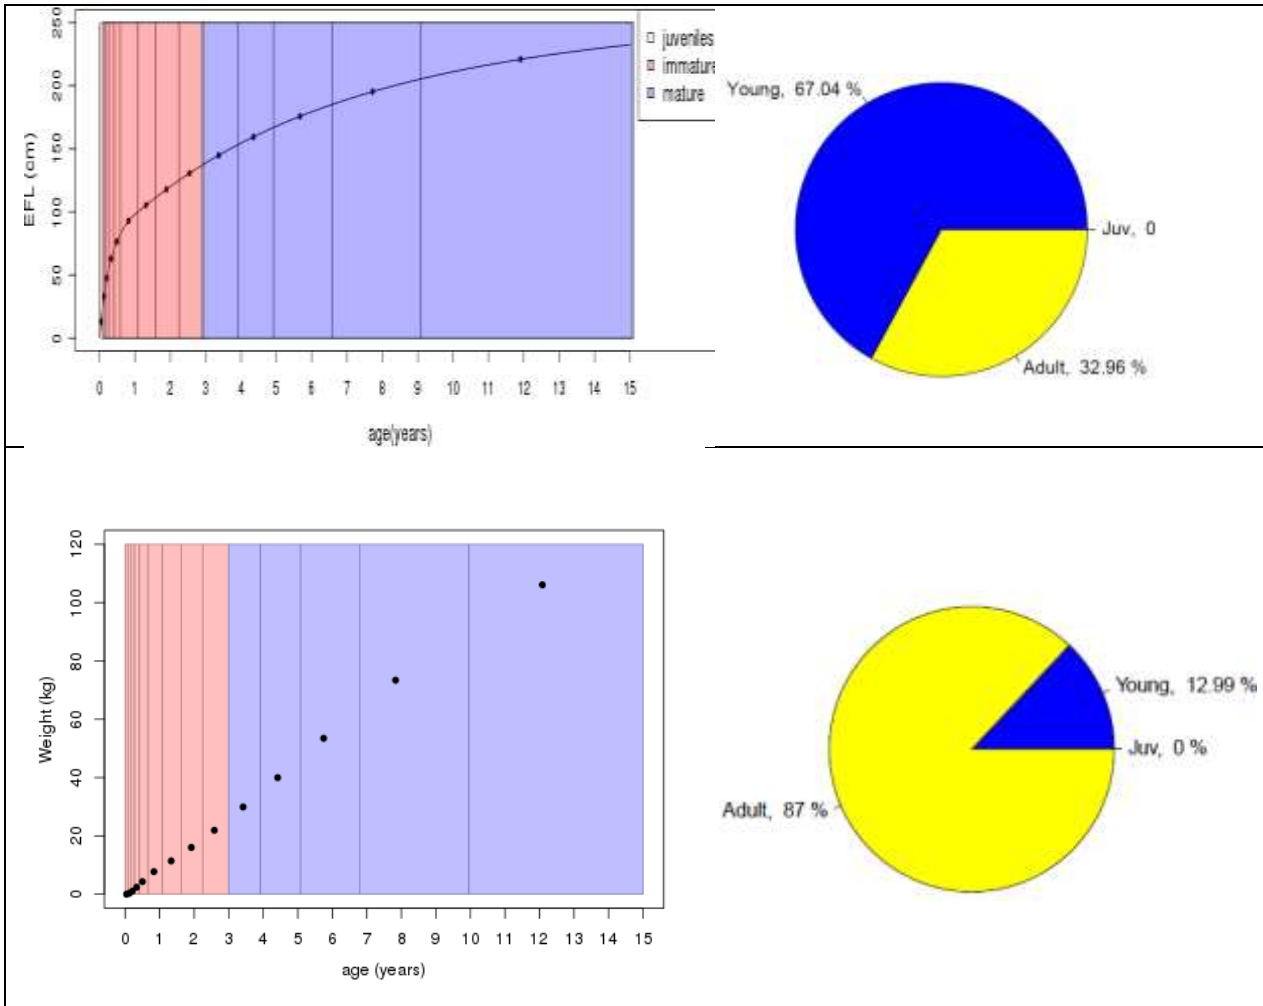 250
200
150
100
50
0
EFL (cm)
0 1 2 3 4 5 6 7 8 9 10 11 12 13 14 15
age(years)
juveniles
immature
mature
Young, 67.04 %
Juv, 0
Adult, 32.96 %
120
100
80
60
40
20
0
Weight (kg)
0 1 2 3 4 5 6 7 8 9 10 11 12 13 14 15
age (years)
Young, 12.99 %
Juv, 0 %
Adult, 87 %